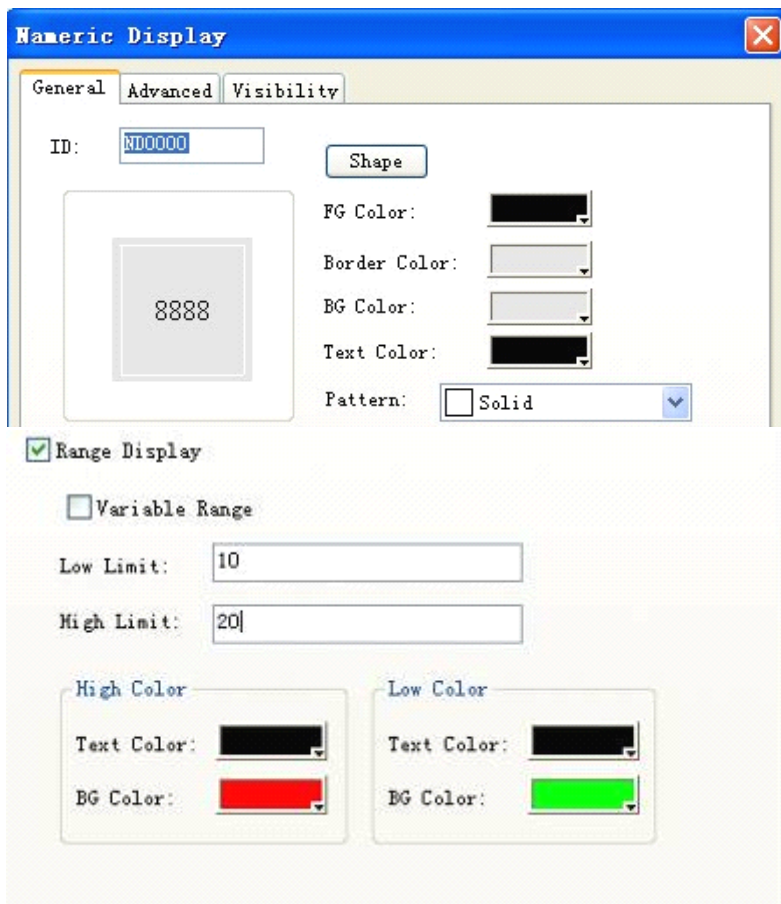 Nameric Display
General Advanced Visibility
ID: ND0000
Shape
8888
FG Color:
Border Color:
BG Color:
Text Color:
Pattern: Solid
Range Display
Variable Range
Low Limit: 10
High Limit: 20
High Color
Text Color:
BG Color:
Low Color
Text Color:
BG Color: